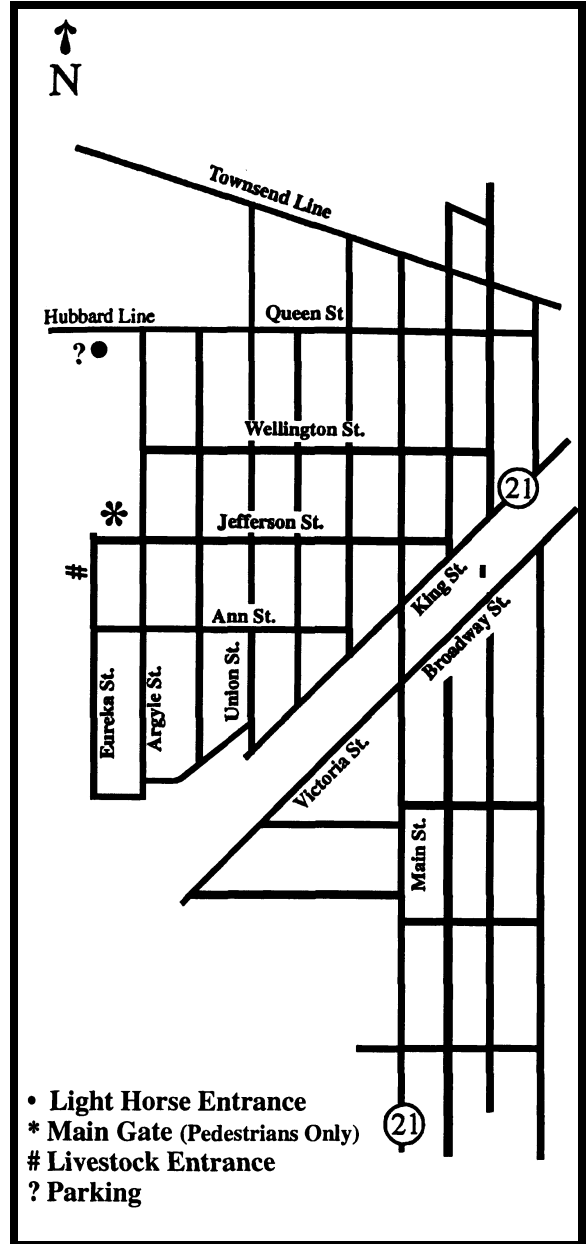 N
Townsend Line
Hubbard Line
Queen St
?
Wellington St.
21
*
Jefferson St.
#
King St.
Ann St.
Broadway St.
Eureka St.
Argyle St.
Union St.
Victoria St.
Main St.
• Light Horse Entrance
* Main Gate (Pedestrians Only)
21
# Livestock Entrance
? Parking